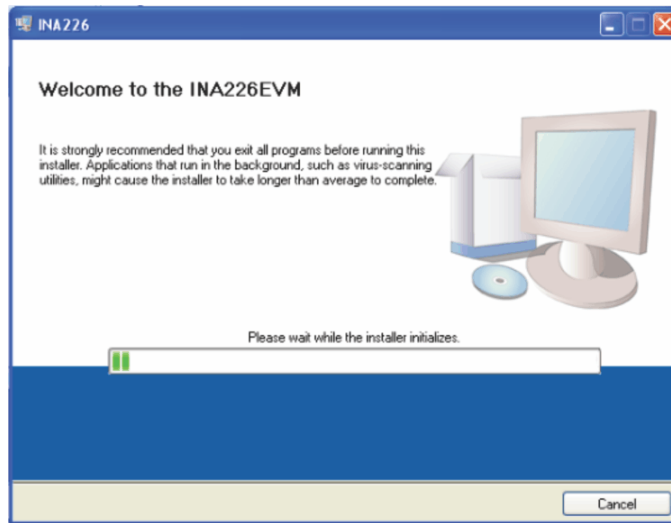 INA226
Welcome to the INA226EVM
It is strongly recommended that you exit all programs before running this
installer. Applications that run in the background, such as virus-scanning
utilities, might cause the installer to take longer than average to complete.
Please wait while the installer initializes.
Cancel